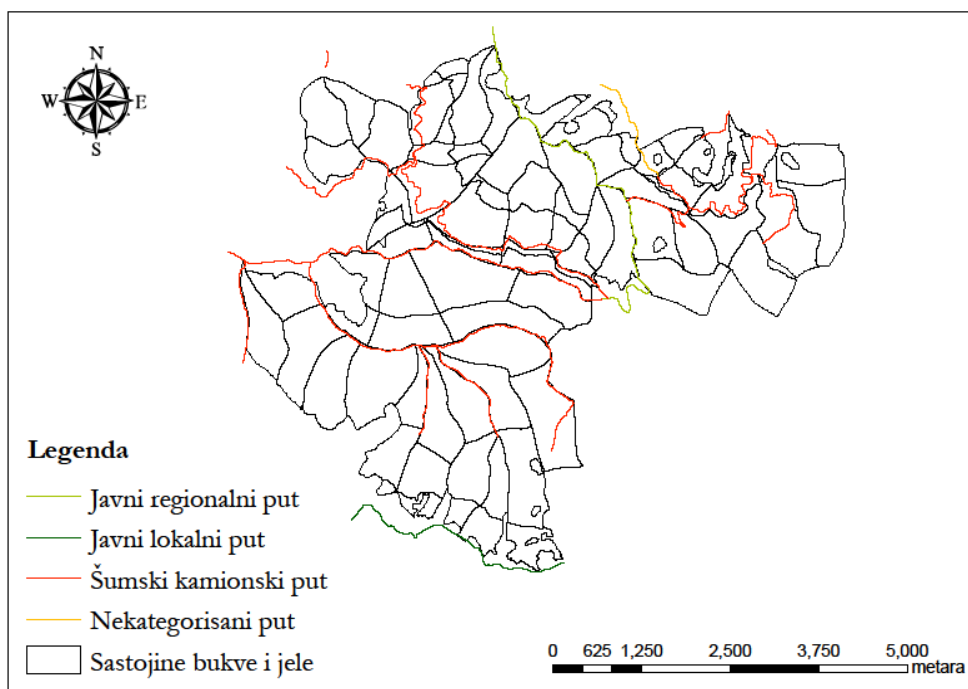 N
W E
S
Legenda
Javni regionalni put
Javni lokalni put
Šumski kamionski put
Nekategorisani put
Sastojine bukve i jele
0 625 1,250 2,500 3,750 5,000
metara